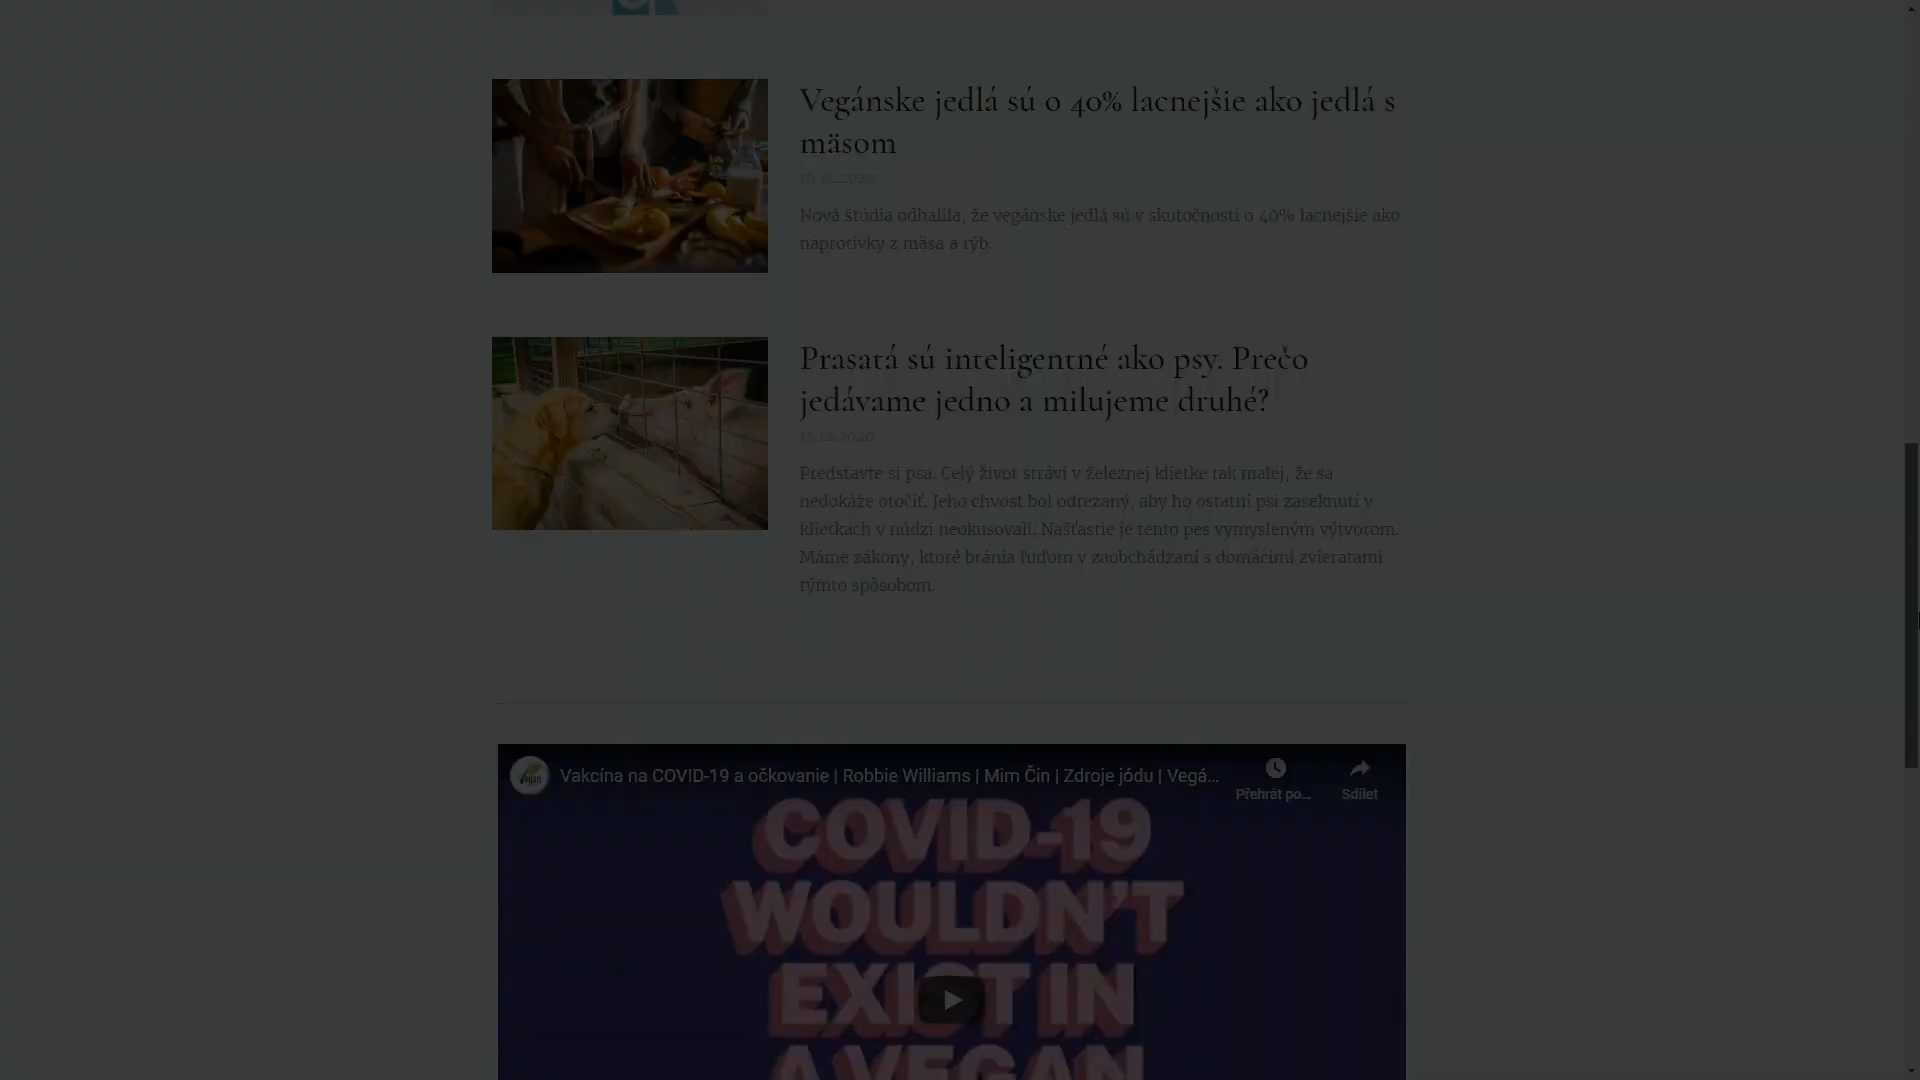 Vegánske jedlá sú o 40% lacnejšie ako jedlá s
mäsom
Nová štúdia odhalila, že vegánske jedlá sú v skutočnosti o 40% lacnejšie ako
naprotivky z mäsa a rýb.
Prasatá sú inteligentné ako psy. Prečo
jedávame jedno a milujeme druhé?
Predstavte si psa. Celý život strávi v železnej klietke tak malej, že sa
nedokáže otočiť. Jeho chvost bol odrezaný, aby ho ostatní psi zaseknutí v
klietkach v núdzi neokusovali. Našťastie je tento pes vymysleným výtvorom.
Máme zákony, ktoré bránia ľuďom v zaobchádzaní s domácimi zvieratami
týmto spôsobom.
Vakcína na COVID-19 a očkovanie | Robbie Williams | Mim Čin | Zdroje jódu | Vegá...
Přehrát po...
Sdílet
COVID-19
WOULDN'T
EXIST IN
A VEGAN